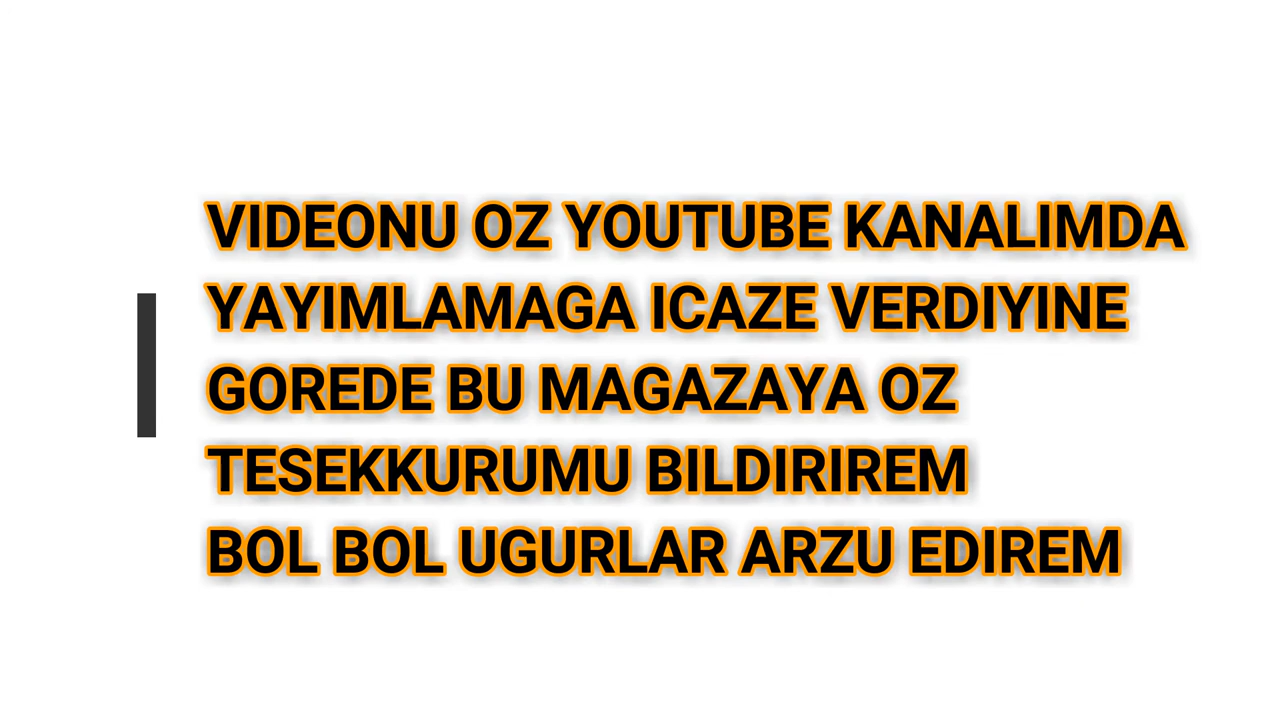 VIDEONU OZ YOUTUBE KANALIMDA
YAYIMLAMAGA ICAZE VERDIYINE
GOREDE BU MAGAZAYA OZ
TESEKKURUMU BILDIRIREM
BOL BOL UGURLAR ARZU EDIREM